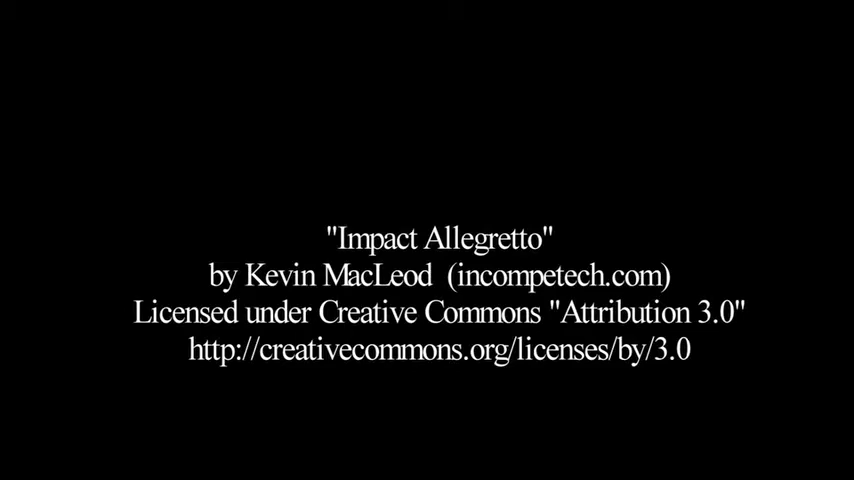 "Impact Allegretto"
by Kevin MacLeod  (incompetech.com)
Licensed under Creative Commons "Attribution 3.0"
http://creativecommons.org/licenses/by/3.0